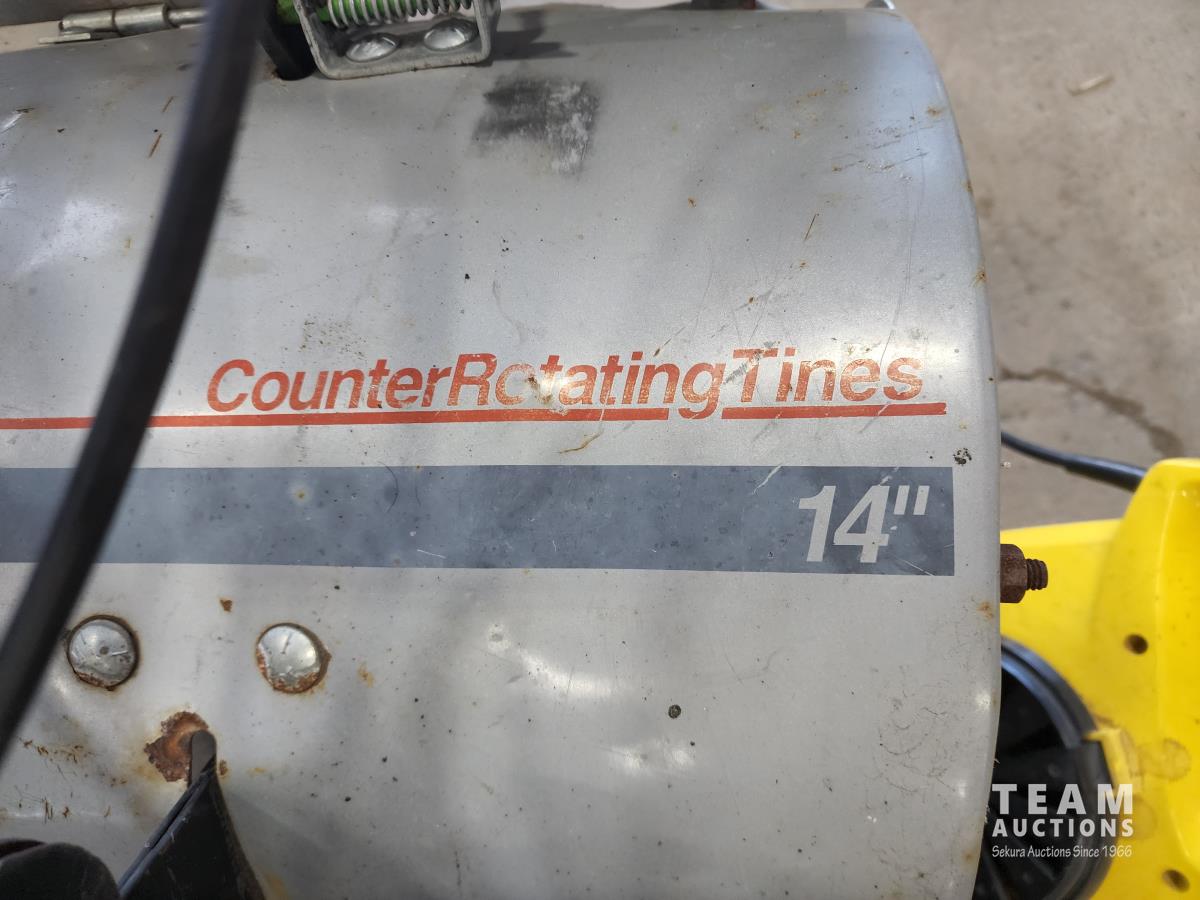 CounterRotatingTines
14"
TEAM
AUCTIONS
Sekura Auctions Since 1966